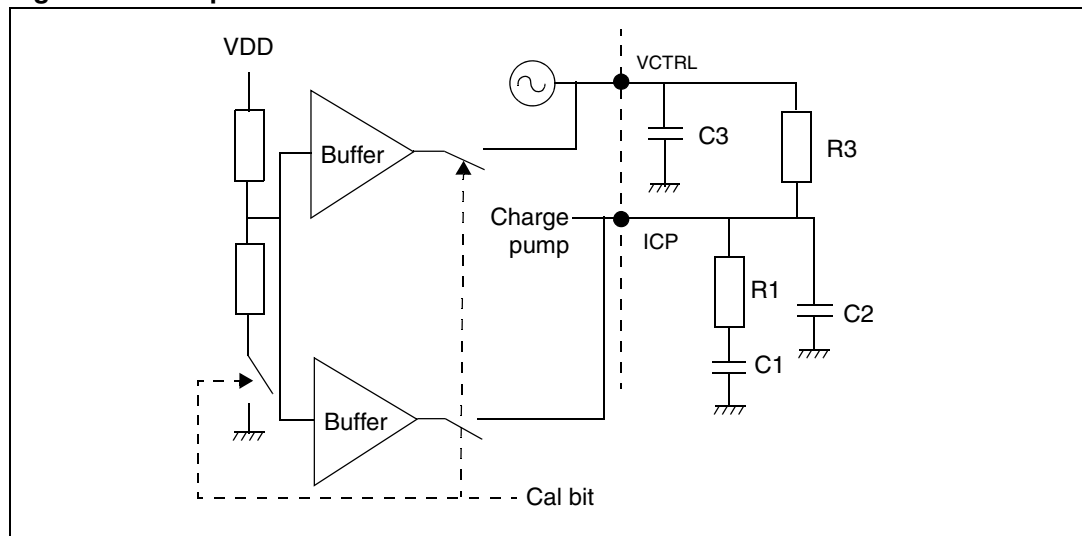 VDD
VCTRL
C3
R3
Buffer
Charge
pump
ICP
R1
C2
C1
Buffer
Cal bit